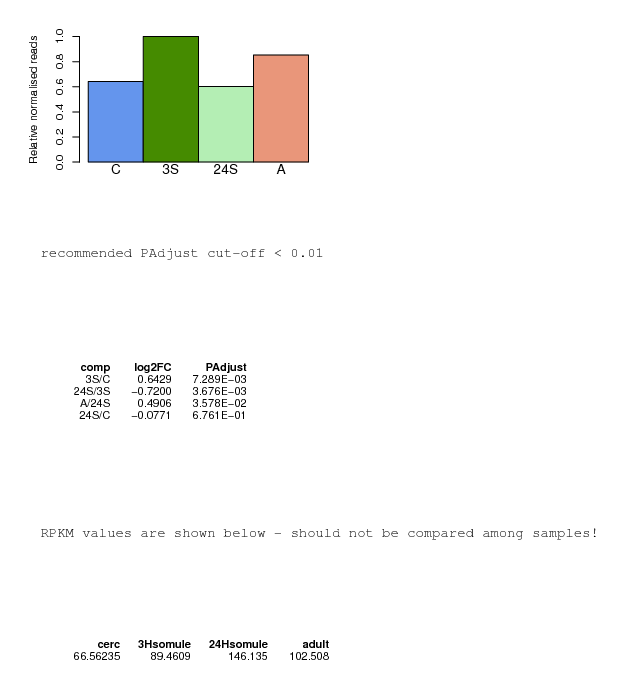 Relative normalised reads
1.0
0.8
0.6
0.4
0.2
0.0
C 3S 24S A
recommended PAdjust cut-off < 0.01
comp log2FC PAdjust
3S/C 0.6429 7.289E−03
24S/3S −0.7200 3.676E−03
A/24S 0.4906 3.578E−02
24S/C −0.0771 6.761E−01
RPKM values are shown below - should not be compared among samples!
cerc 3Hsomule 24Hsomule adult
66.56235 89.4609 146.135 102.508